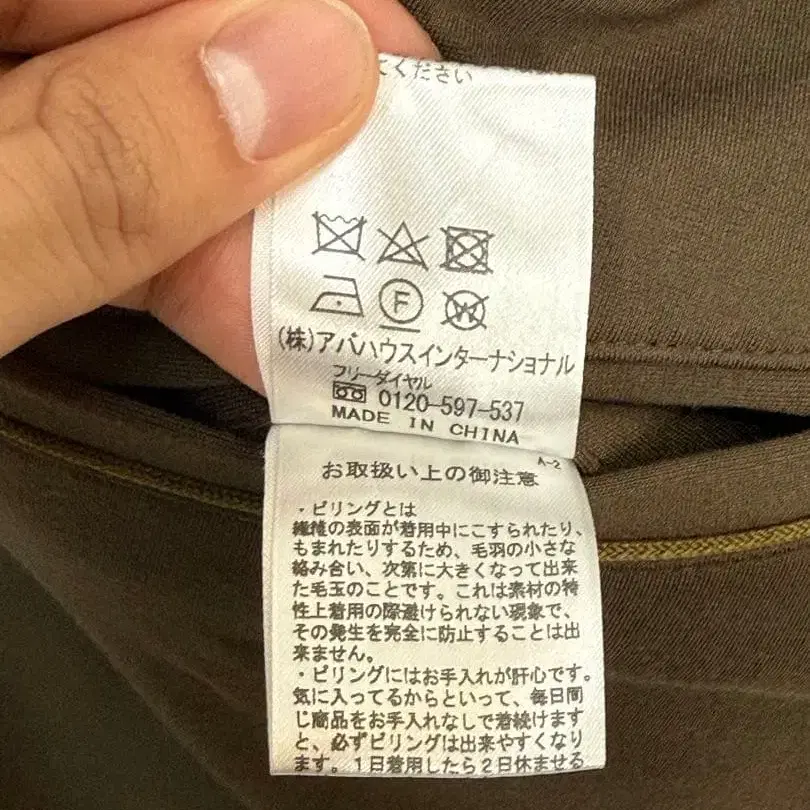 てください
F
W
(株)アバハウスインターナショナル
フリーダイヤル
0120-597-537
MADE IN CHINA
A-2
お取扱い上の御注意
・ピリングとは
繊維の表面が着用中にこすられたり、
もまれたりするため、毛羽の小さな
絡み合い、次第に大きくなって出来
た毛玉のことです。これは素材の特
性上着用の際避けられない現象で、
その発生を完全に防止することは出
来ません。
・ピリングにはお手入れが肝心です。
気に入ってるからといって、毎日同
じ商品をお手入れなしで着続けます
と、必ずピリングは出来やすくなり
ます。1日着用したら2日休ませる